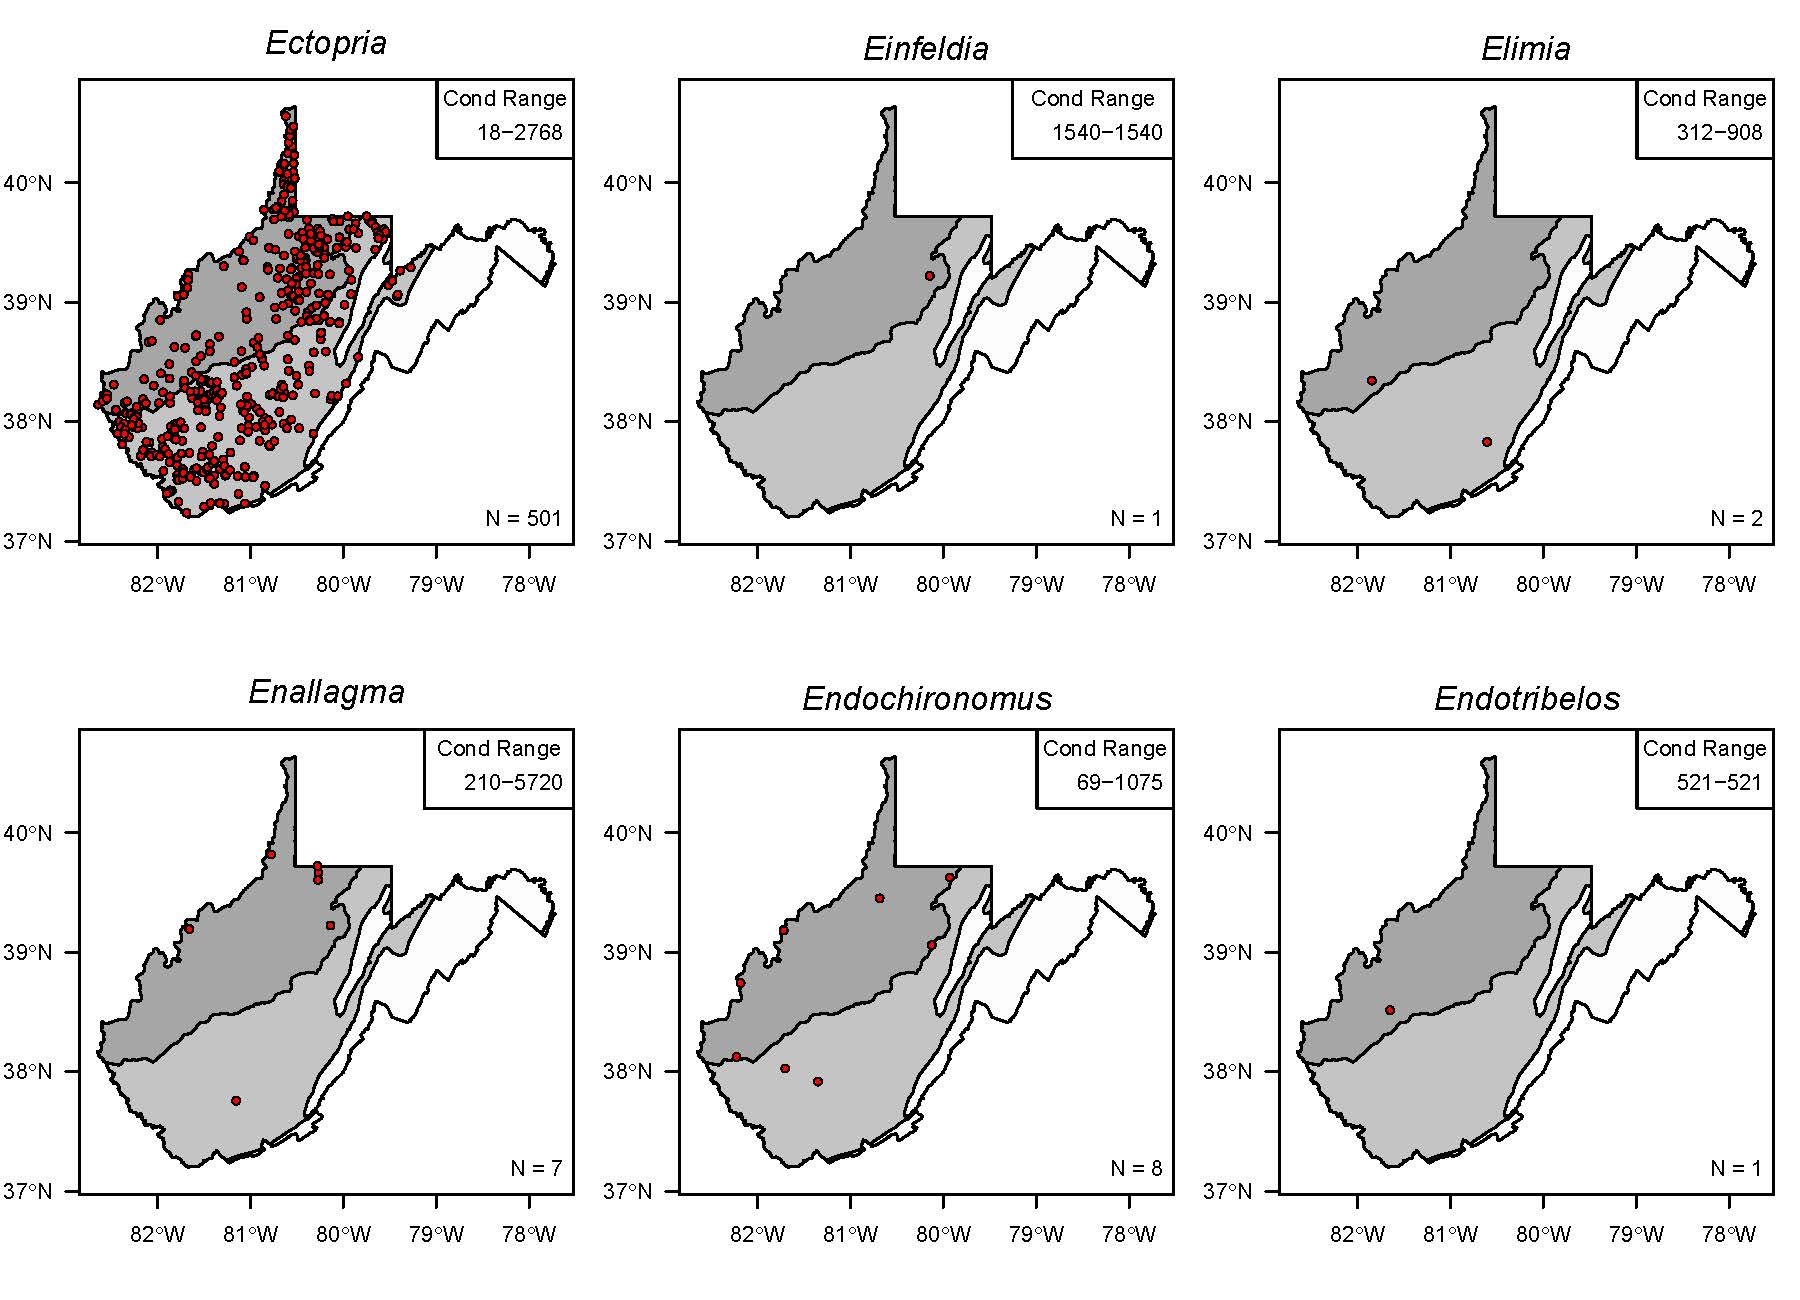 Ectopria
Cond Range
18−2768
40°N
39°N
38°N
37°N
N = 501
82°W 81°W 80°W 79°W 78°W
Einfeldia
Cond Range
1540−1540
40°N
39°N
38°N
37°N
N = 1
82°W 81°W 80°W 79°W 78°W
Elimia
Cond Range
312−908
40°N
39°N
38°N
37°N
N = 2
82°W 81°W 80°W 79°W 78°W
Enallagma
Cond Range
210−5720
40°N
39°N
38°N
37°N
N = 7
82°W 81°W 80°W 79°W 78°W
Endochironomus
Cond Range
69−1075
40°N
39°N
38°N
37°N
N = 8
82°W 81°W 80°W 79°W 78°W
Endotribelos
Cond Range
521−521
40°N
39°N
38°N
37°N
N = 1
82°W 81°W 80°W 79°W 78°W